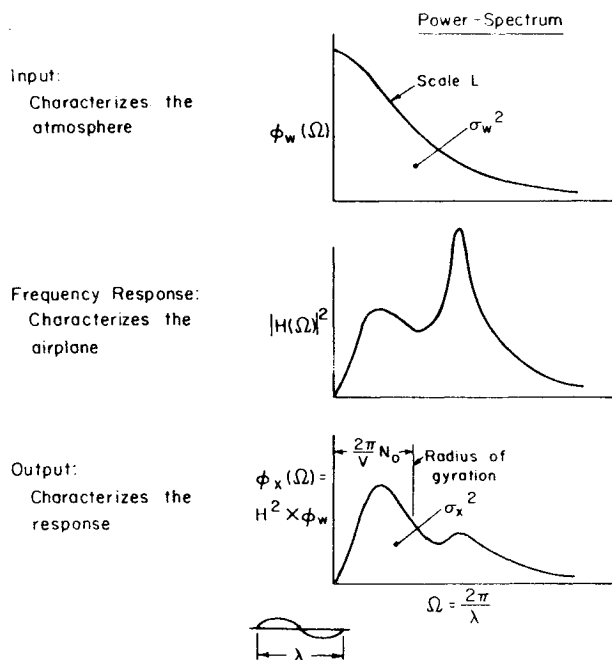 Power-Spectrum
Input:
Characterizes the
atmosphere
Scale L
ϕw(Ω)
σw²
Frequency Response:
Characterizes the
airplane
|H(Ω)|²
Output:
Characterizes the
response
2π/V N₀
Radius of
gyration
ϕx(Ω) =
H² × ϕw
σx²
Ω = 2π/λ
λ